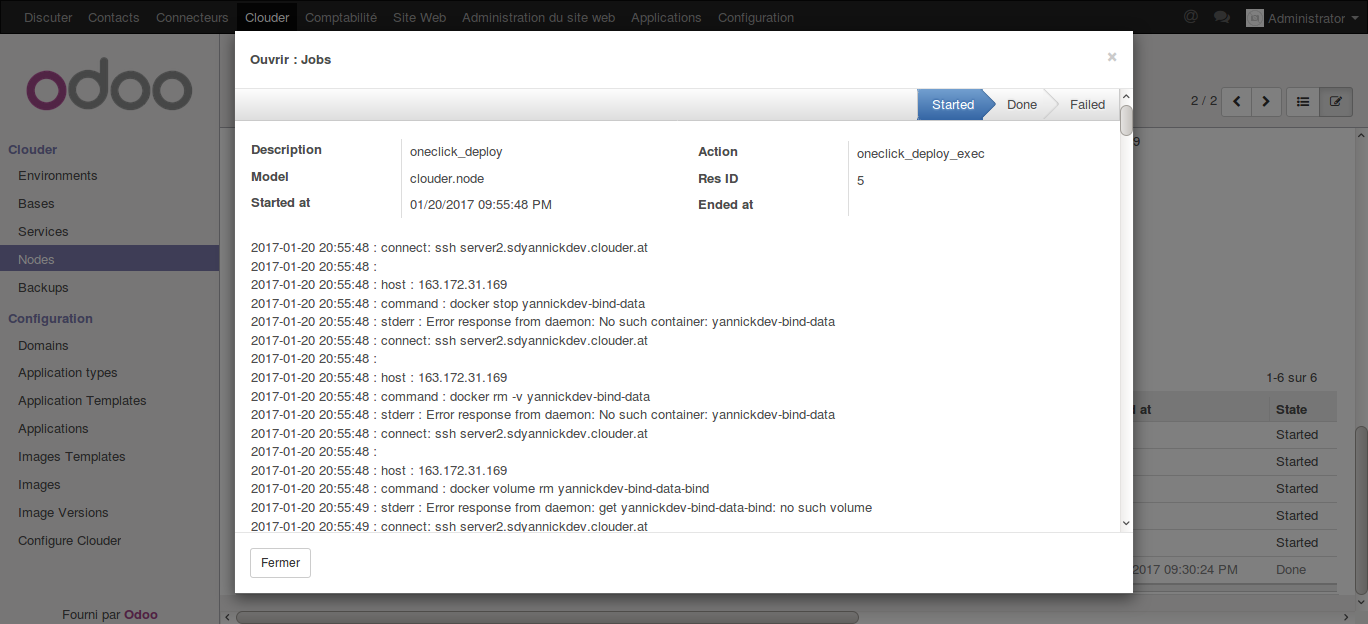 Discuter Contacts Connecteurs Clouder Comptabilité Site Web Administration du site web Applications Configuration @ Administrator
Ouvrir : Jobs ×
odoo
Started Done Failed
2 / 2
Clouder
Environments
Bases
Services
Nodes
Backups
Configuration
Domains
Application types
Application Templates
Applications
Images Templates
Images
Image Versions
Configure Clouder
Fourni par Odoo
Description oneclick_deploy Action oneclick_deploy_exec
Model clouder.node Res ID 5
Started at 01/20/2017 09:55:48 PM Ended at
2017-01-20 20:55:48 : connect: ssh server2.sdyannickdev.clouder.at
2017-01-20 20:55:48 :
2017-01-20 20:55:48 : host : 163.172.31.169
2017-01-20 20:55:48 : command : docker stop yannickdev-bind-data
2017-01-20 20:55:48 : stderr : Error response from daemon: No such container: yannickdev-bind-data
2017-01-20 20:55:48 : connect: ssh server2.sdyannickdev.clouder.at
2017-01-20 20:55:48 :
2017-01-20 20:55:48 : host : 163.172.31.169
2017-01-20 20:55:48 : command : docker rm -v yannickdev-bind-data
2017-01-20 20:55:48 : stderr : Error response from daemon: No such container: yannickdev-bind-data
2017-01-20 20:55:48 : connect: ssh server2.sdyannickdev.clouder.at
2017-01-20 20:55:48 :
2017-01-20 20:55:48 : host : 163.172.31.169
2017-01-20 20:55:48 : command : docker volume rm yannickdev-bind-data-bind
2017-01-20 20:55:49 : stderr : Error response from daemon: get yannickdev-bind-data-bind: no such volume
2017-01-20 20:55:49 : connect: ssh server2.sdyannickdev.clouder.at
Fermer
9
1-6 sur 6
at State
Started
Started
Started
Started
Started
2017 09:30:24 PM Done